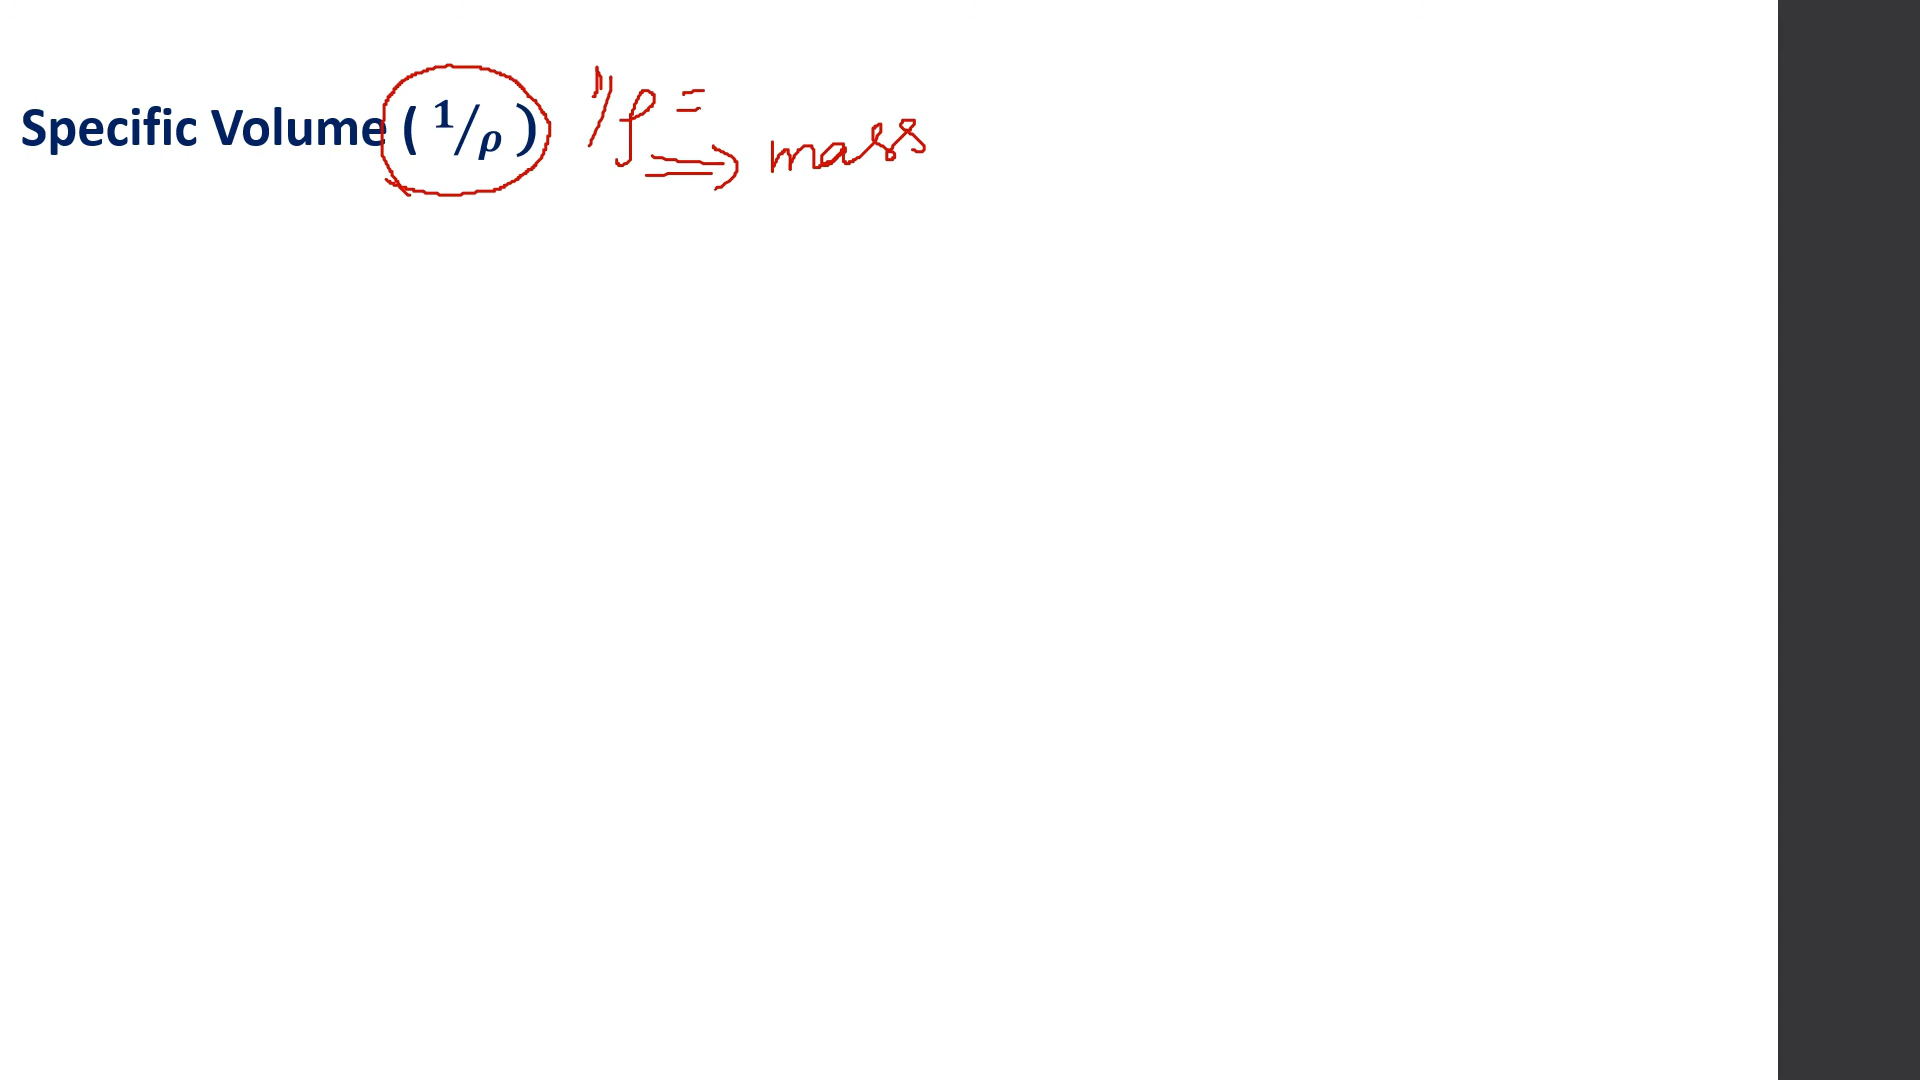 Specific Volume ( 1/ρ ) 1/ρ =
⇒ mass